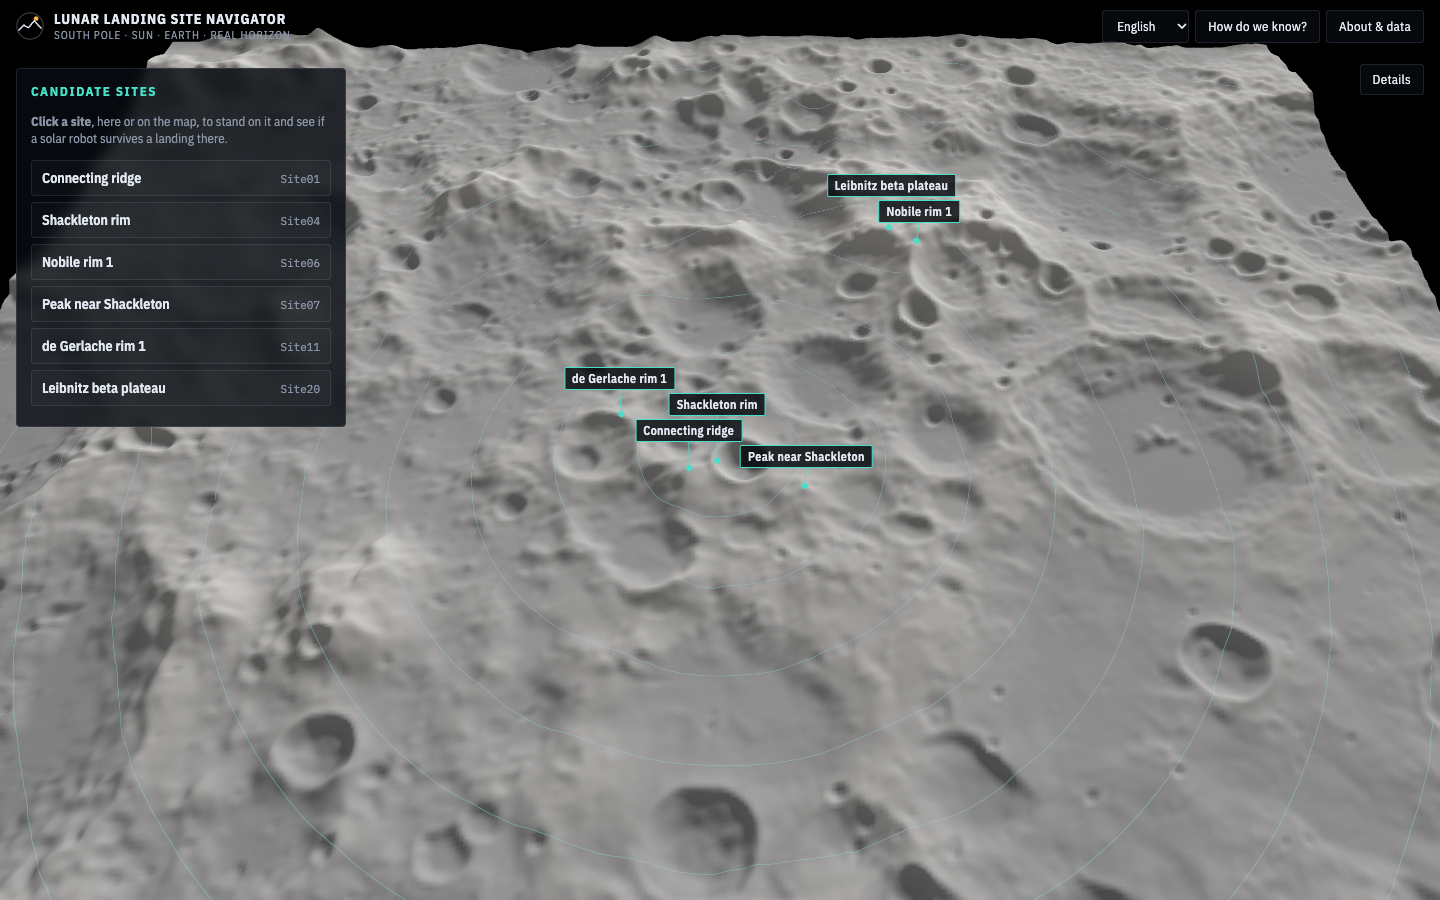 LUNAR LANDING SITE NAVIGATOR
SOUTH POLE · SUN · EARTH · REAL HORIZON
English
How do we know?
About & data
Details
CANDIDATE SITES
Click a site, here or on the map, to stand on it and see if
a solar robot survives a landing there.
Connecting ridge Site01
Shackleton rim Site04
Nobile rim 1 Site06
Peak near Shackleton Site07
de Gerlache rim 1 Site11
Leibnitz beta plateau Site20
Leibnitz beta plateau
Nobile rim 1
de Gerlache rim 1
Shackleton rim
Connecting ridge
Peak near Shackleton